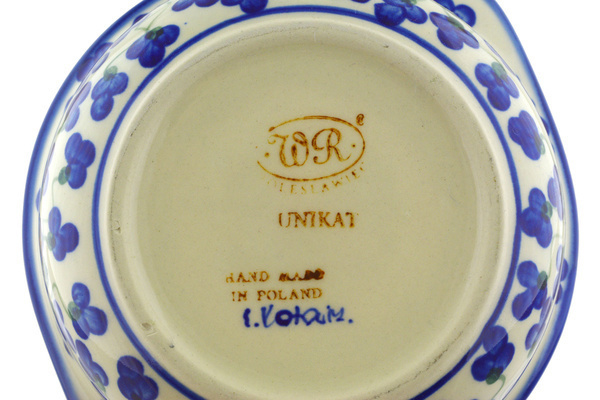 WR
UNIKAT
HAND MADE
IN POLAND